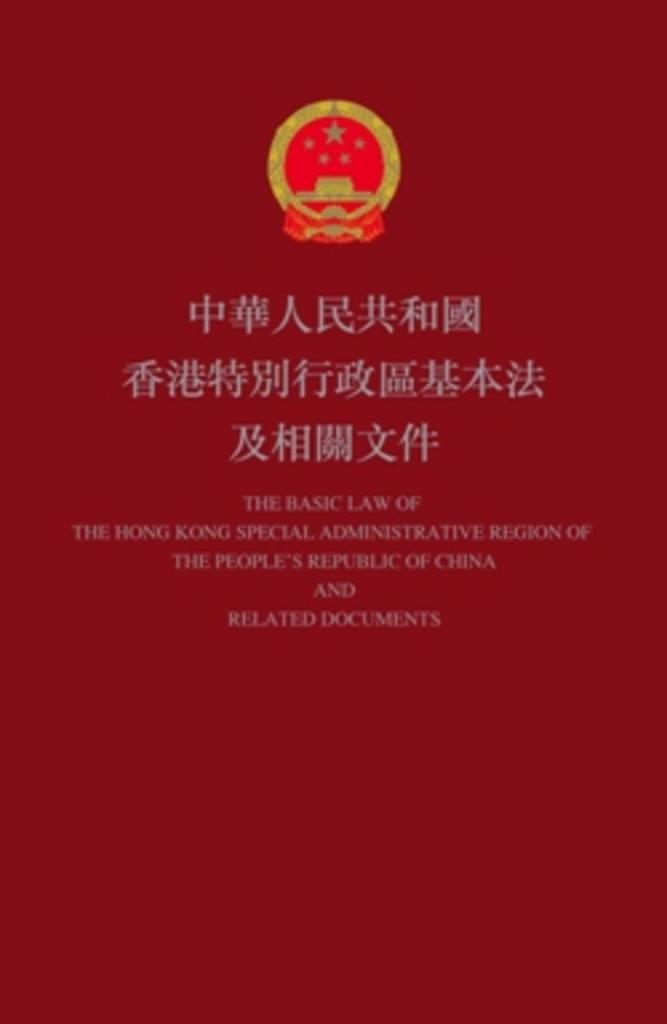 中華人民共和國
香港特別行政區基本法
及相關文件
THE BASIC LAW OF
THE HONG KONG SPECIAL ADMINISTRATIVE REGION OF
THE PEOPLE'S REPUBLIC OF CHINA
AND
RELATED DOCUMENTS